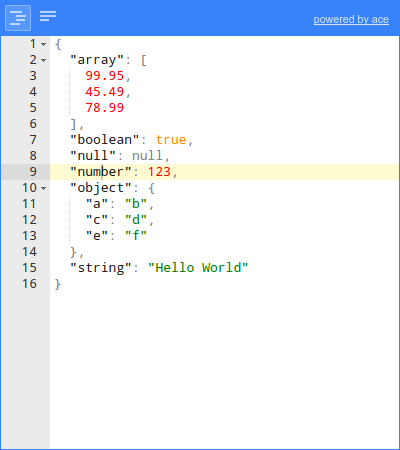 powered by ace
1 {
2   "array": [
3     99.95,
4     45.49,
5     78.99
6   ],
7   "boolean": true,
8   "null": null,
9   "number": 123,
10   "object": {
11     "a": "b",
12     "c": "d",
13     "e": "f"
14   },
15   "string": "Hello World"
16 }